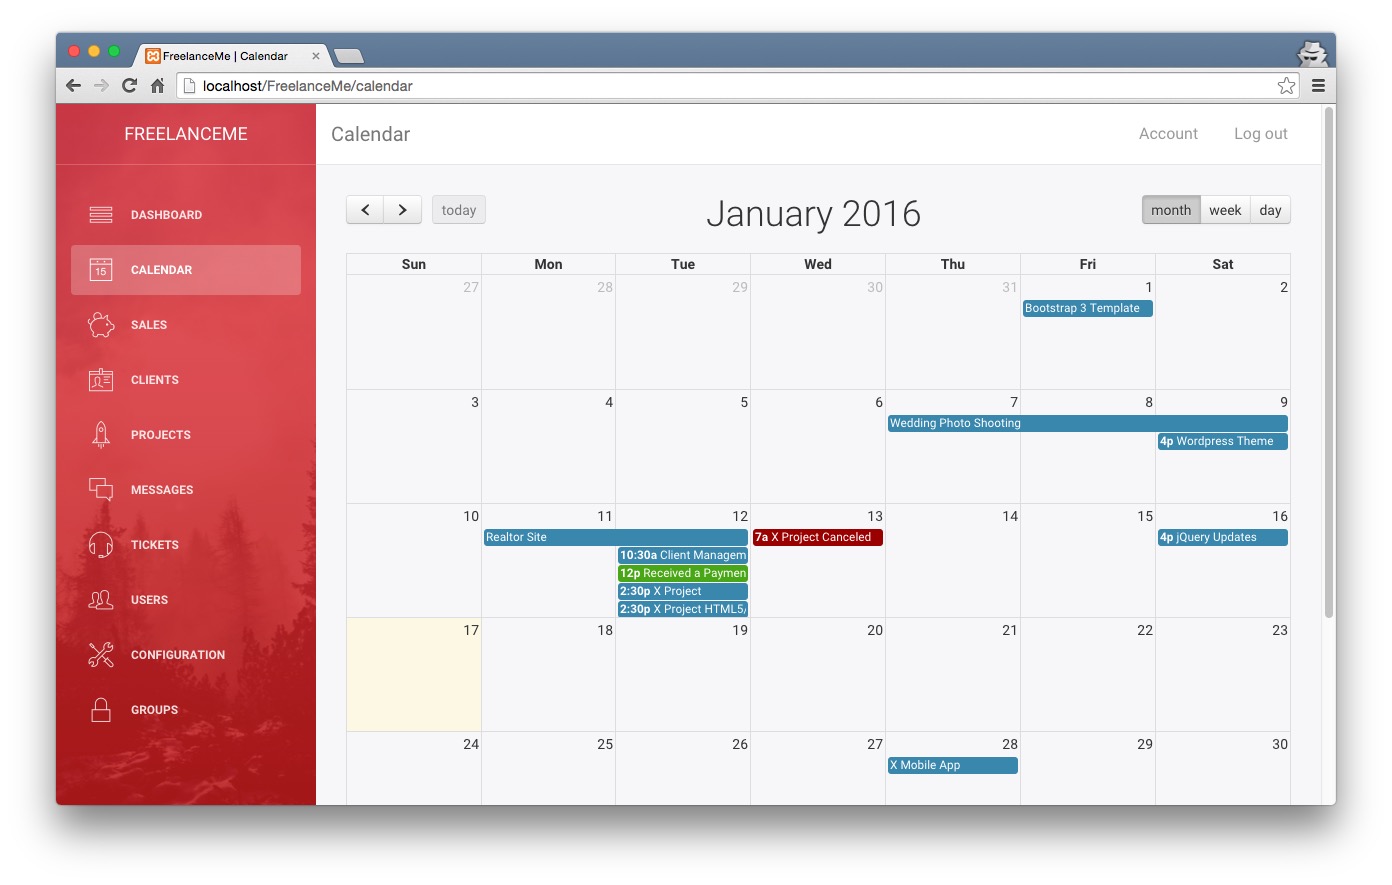 FreelanceMe | Calendar
localhost/FreelanceMe/calendar
FREELANCEME
Calendar
Account Log out
DASHBOARD
15 CALENDAR
SALES
CLIENTS
PROJECTS
MESSAGES
TICKETS
USERS
CONFIGURATION
GROUPS
today
January 2016
month week day
Sun Mon Tue Wed Thu Fri Sat
27 28 29 30 31 1 2
Bootstrap 3 Template
3 4 5 6 7 8 9
Wedding Photo Shooting
4p Wordpress Theme
10 11 12 13 14 15 16
Realtor Site 7a X Project Canceled 4p jQuery Updates
10:30a Client Managem
12p Received a Paymen
2:30p X Project
2:30p X Project HTML5/
17 18 19 20 21 22 23
24 25 26 27 28 29 30
X Mobile App